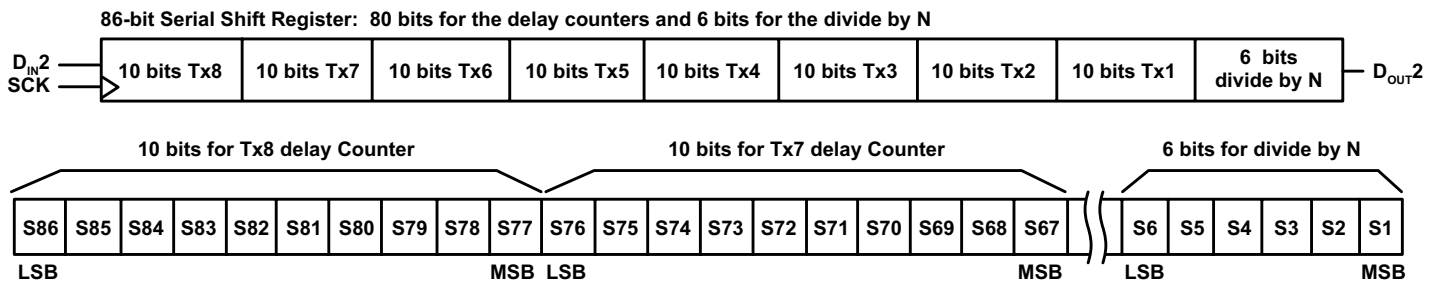 86-bit Serial Shift Register: 80 bits for the delay counters and 6 bits for the divide by N
DIN2
SCK
10 bits Tx8 10 bits Tx7 10 bits Tx6 10 bits Tx5 10 bits Tx4 10 bits Tx3 10 bits Tx2 10 bits Tx1 6 bits
divide by N
DOUT2
10 bits for Tx8 delay Counter 10 bits for Tx7 delay Counter 6 bits for divide by N
S86 S85 S84 S83 S82 S81 S80 S79 S78 S77 S76 S75 S74 S73 S72 S71 S70 S69 S68 S67 S6 S5 S4 S3 S2 S1
LSB MSB LSB MSB LSB MSB